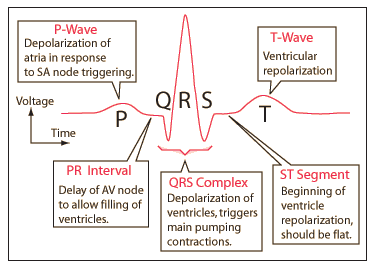 P-Wave
Depolarization of
atria in response
to SA node triggering.
T-Wave
Ventricular
repolarization
Q R S
P
T
Voltage
Time
PR Interval
Delay of AV node
to allow filling of
ventricles.
QRS Complex
Depolarization of
ventricles, triggers
main pumping
contractions.
ST Segment
Beginning of
ventricle
repolarization,
should be flat.